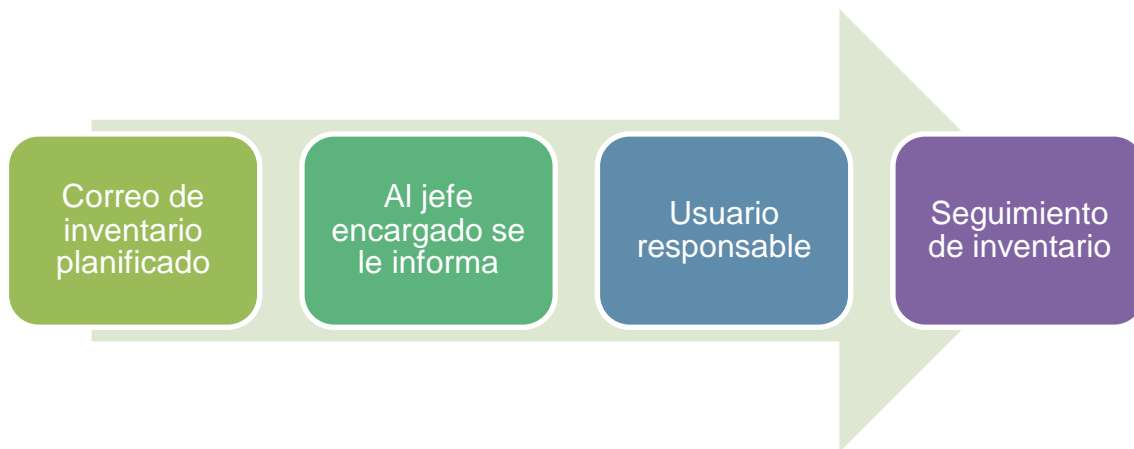 Correo de
inventario
planificado
Al jefe
encargado se
le informa
Usuario
responsable
Seguimiento
de inventario